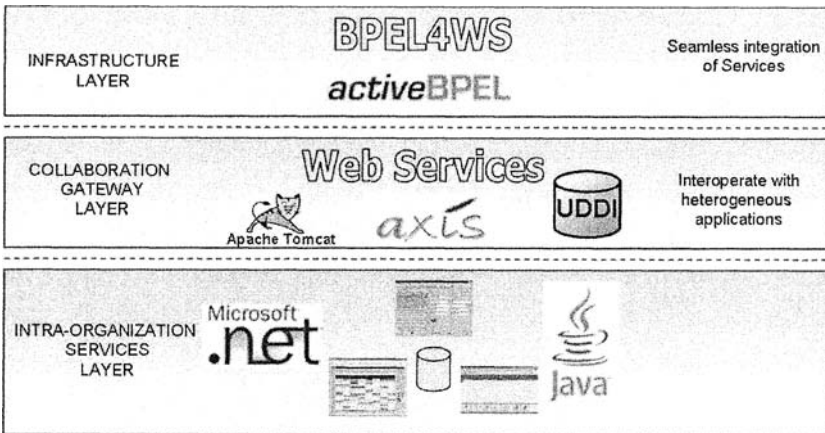 BPEL4WS
INFRASTRUCTURE
LAYER
activeBPEL
Seamless integration
of Services
Web Services
COLLABORATION
GATEWAY
LAYER
Apache Tomcat
axis
UDDI
Interoperate with
heterogeneous
applications
INTRA-ORGANIZATION
SERVICES
LAYER
Microsoft
.net
Java